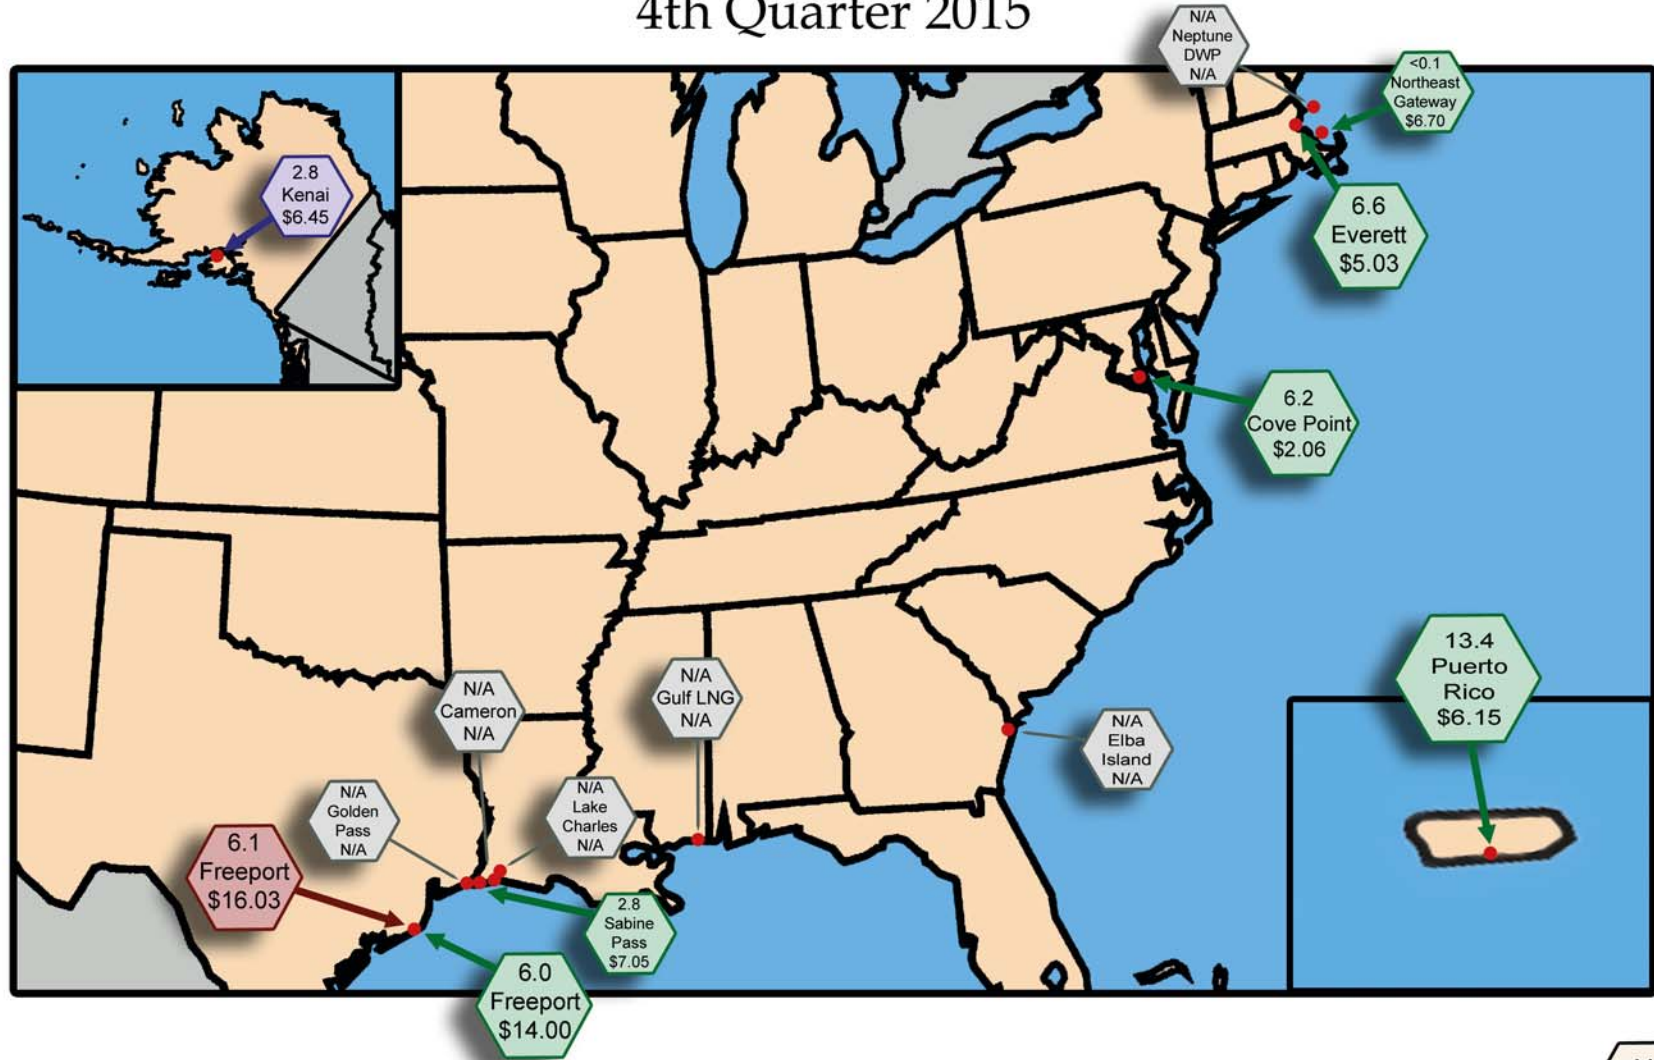 4th Quarter 2015
N/A
Neptune
DWP
N/A
<0.1
Northeast
Gateway
$6.70
2.8
Kenai
$6.45
6.6
Everett
$5.03
6.2
Cove Point
$2.06
13.4
Puerto
Rico
$6.15
N/A
Cameron
N/A
N/A
Gulf LNG
N/A
N/A
Elba
Island
N/A
N/A
Golden
Pass
N/A
N/A
Lake
Charles
N/A
6.1
Freeport
$16.03
2.8
Sabine
Pass
$7.05
6.0
Freeport
$14.00